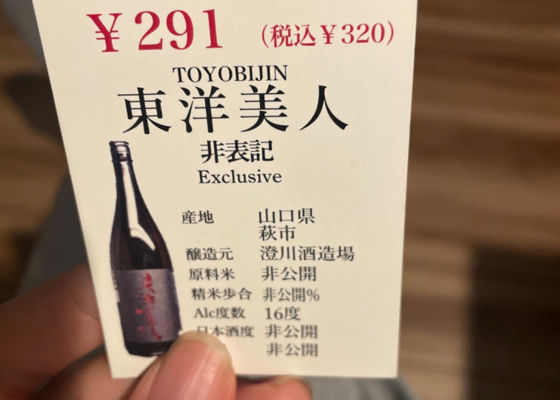 ¥291 (税込¥320)
TOYOBIJIN
東洋美人
非表記
Exclusive
産地 山口県
萩市
醸造元 澄川酒造場
原料米 非公開
精米歩合 非公開%
Alc度数 16度
日本酒度 非公開
非公開